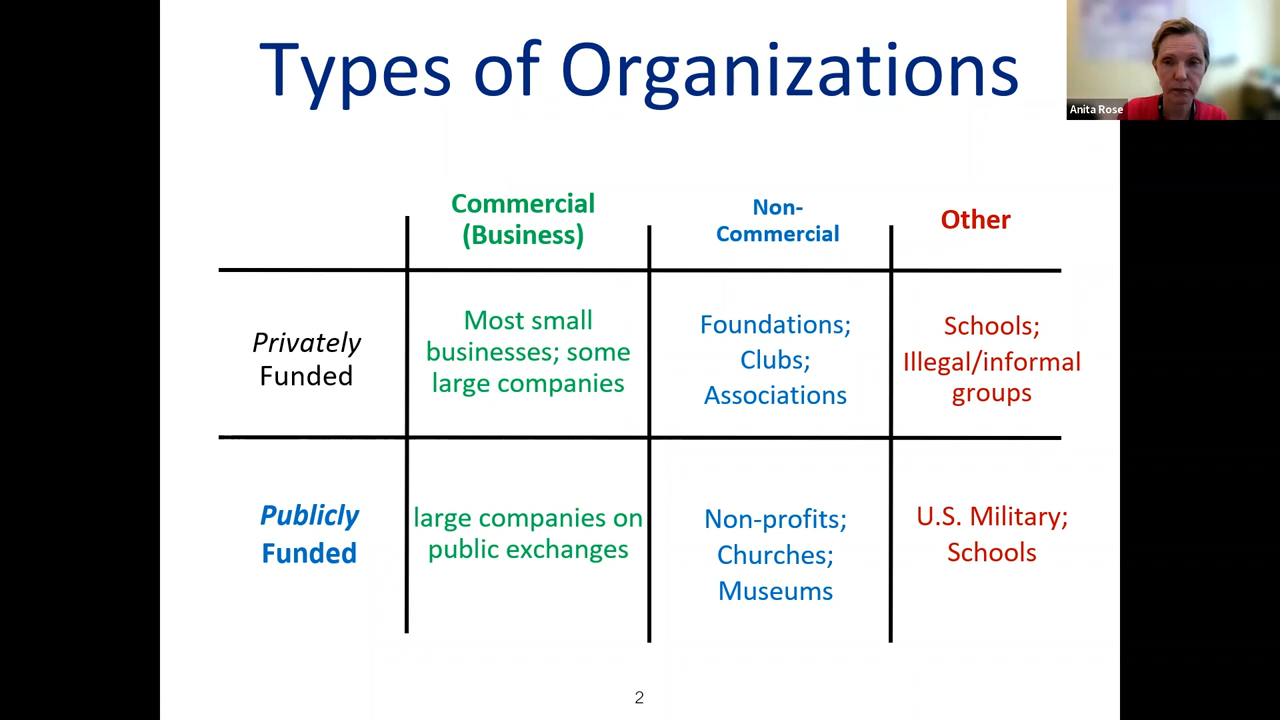 Types of Organizations
Anita Rose
Commercial
(Business)
Non-
Commercial
Other
Privately
Funded
Most small
businesses; some
large companies
Foundations;
Clubs;
Associations
Schools;
Illegal/informal
groups
Publicly
Funded
large companies on
public exchanges
Non-profits;
Churches;
Museums
U.S. Military;
Schools
2